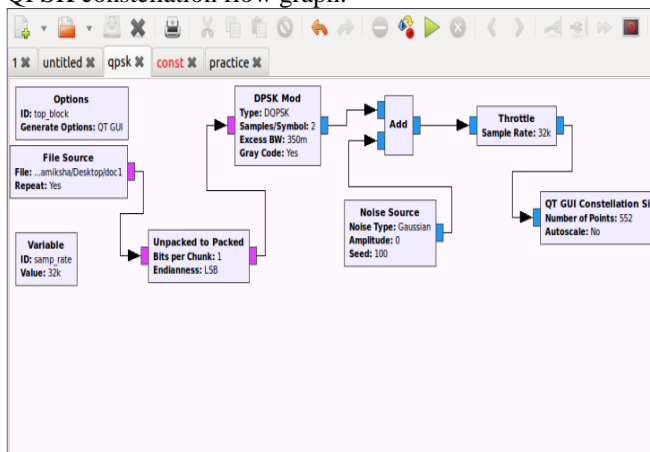 QPSK constellation flow graph.
1 ✖ untitled ✖ qpsk ✖ const ✖ practice ✖
Options
ID: top_block
Generate Options: QT GUI
File Source
File: ...amiksha/Desktop/doc1
Repeat: Yes
Variable
ID: samp_rate
Value: 32k
Unpacked to Packed
Bits per Chunk: 1
Endianness: LSB
DPSK Mod
Type: DQPSK
Samples/Symbol: 2
Excess BW: 350m
Gray Code: Yes
Add
Noise Source
Noise Type: Gaussian
Amplitude: 0
Seed: 100
Throttle
Sample Rate: 32k
QT GUI Constellation Si
Number of Points: 552
Autoscale: No